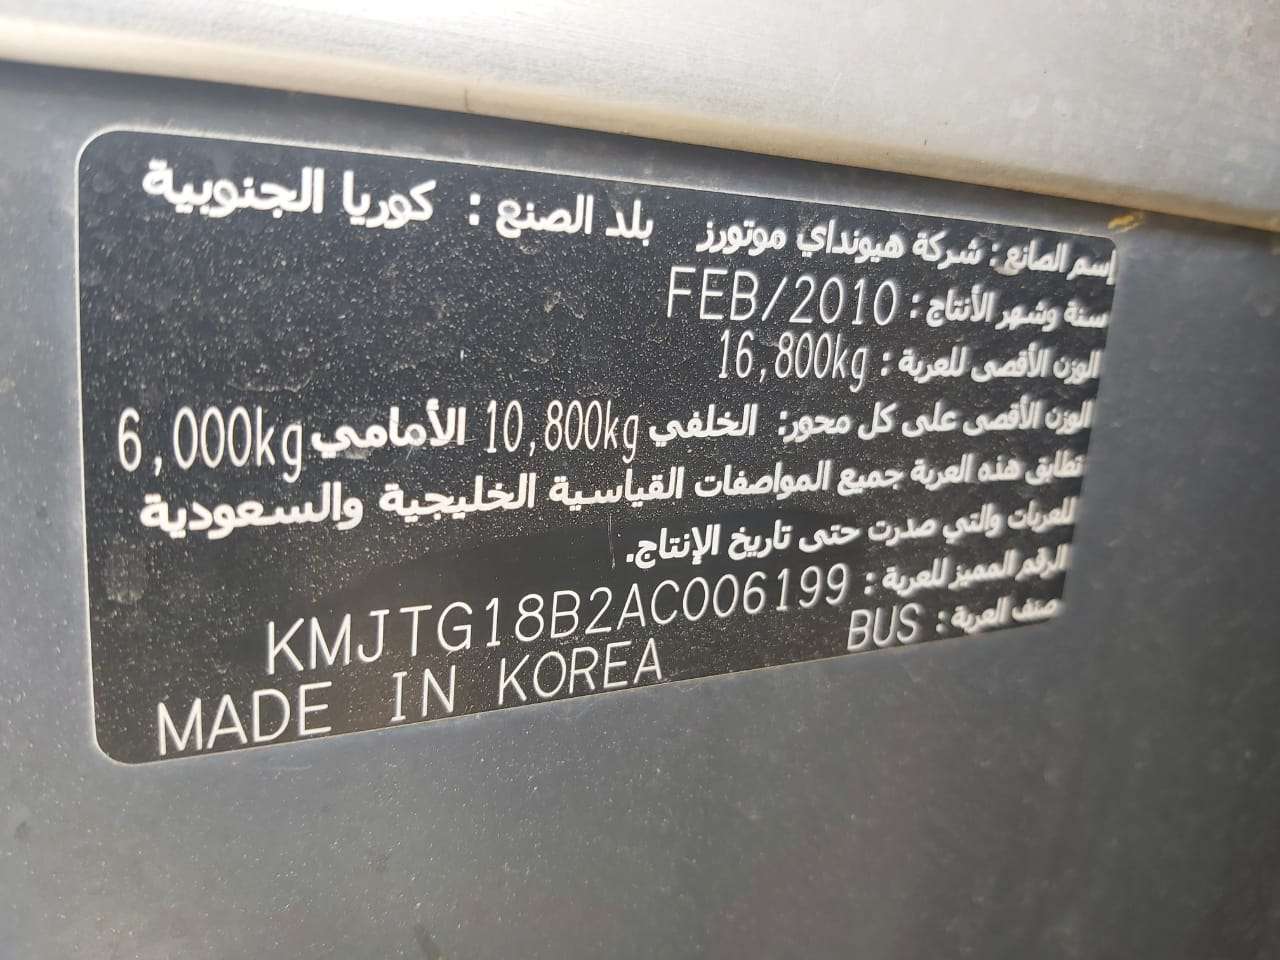 إسم الصانع : شركة هيونداي موتورز بلد الصنع : كوريا الجنوبية
سنة وشهر الأنتاج : FEB/2010
الوزن الأقصى للعربة : 16,800kg
الوزن الأقصى على كل محور: الخلفي 10,800kg الأمامي 6,000kg
تطابق هذه العربة جميع المواصفات القياسية الخليجية والسعودية
للعربات والتي صدرت حتى تاريخ الإنتاج.
الرقم المميز للعربة : KMJTG18B2AC006199
صنف العربة : BUS
MADE IN KOREA